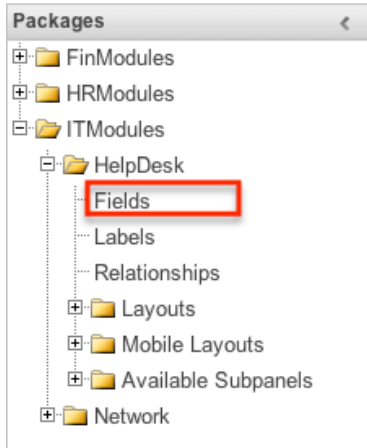 Packages
FinModules
HRModules
ITModules
HelpDesk
Fields
Labels
Relationships
Layouts
Mobile Layouts
Available Subpanels
Network